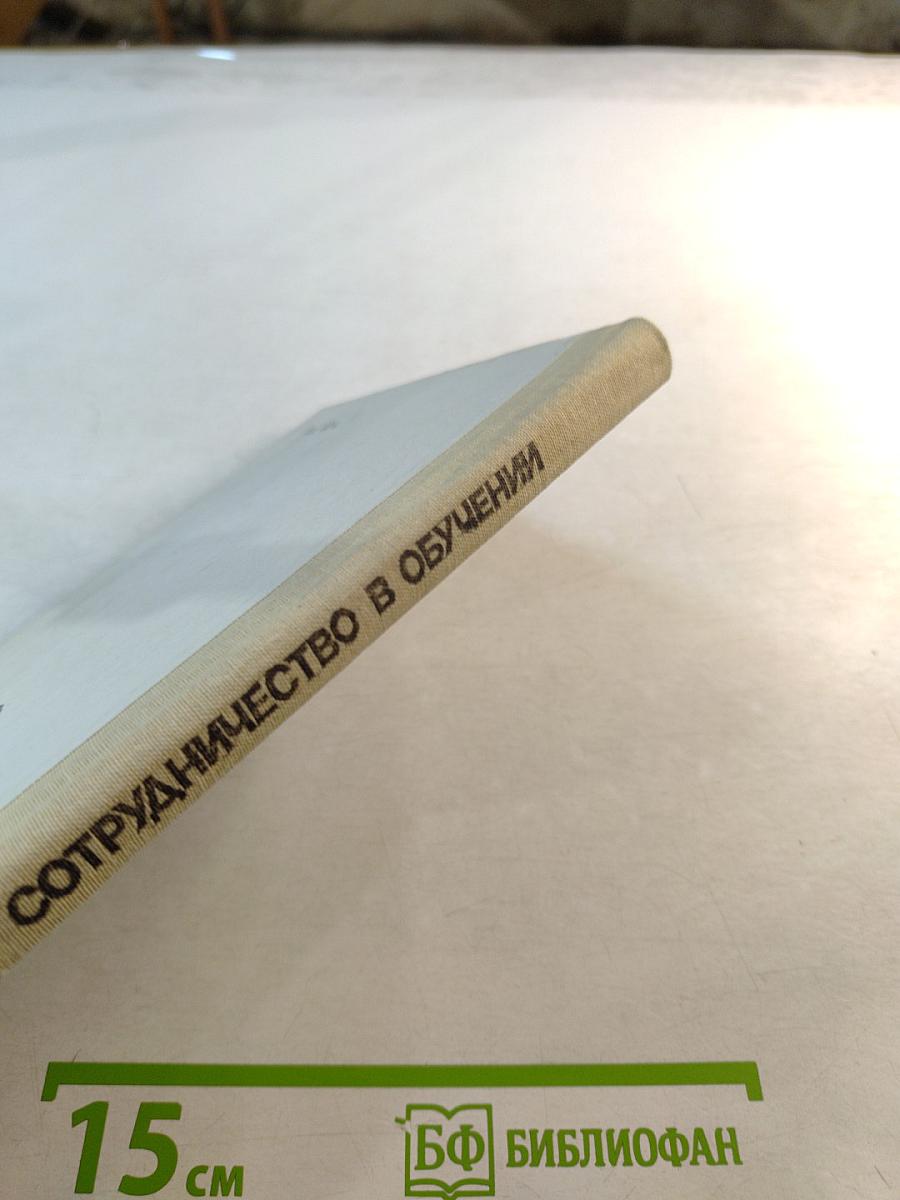 СОТРУДНИЧЕСТВО В ОБУЧЕНИИ
15 см
БФ БИБЛИОФАН